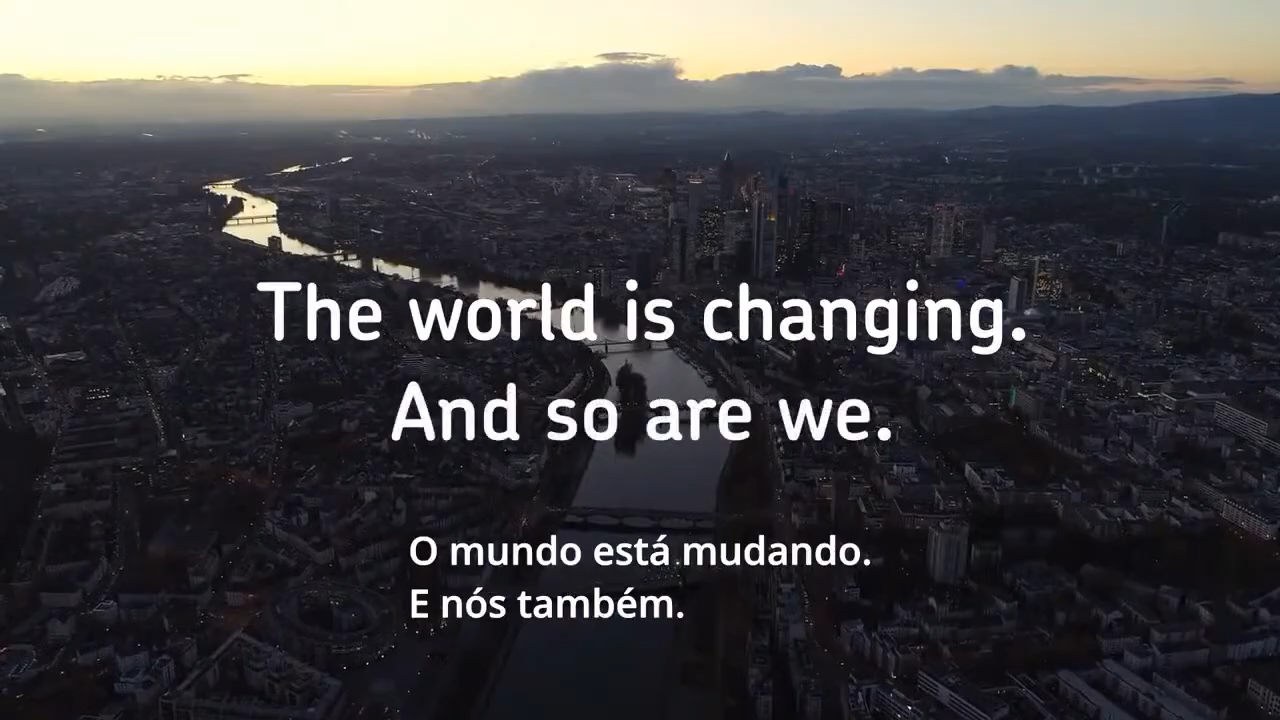 The world is changing.
And so are we.
O mundo está mudando.
E nós também.